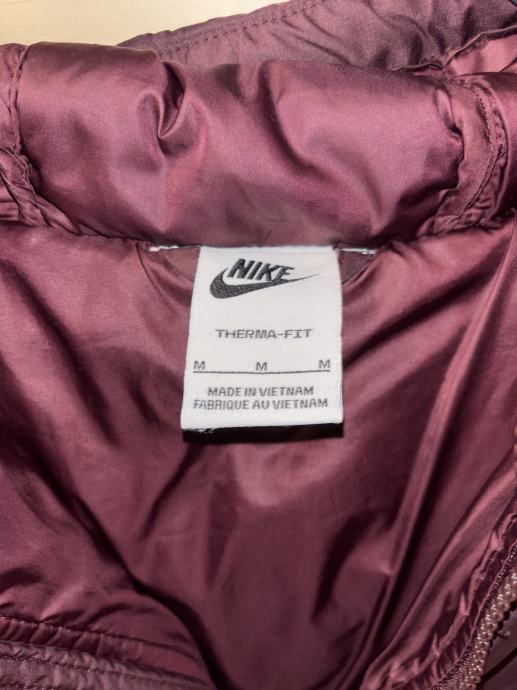 NIKE
THERMA-FIT
M M M
MADE IN VIETNAM
FABRIQUE AU VIETNAM